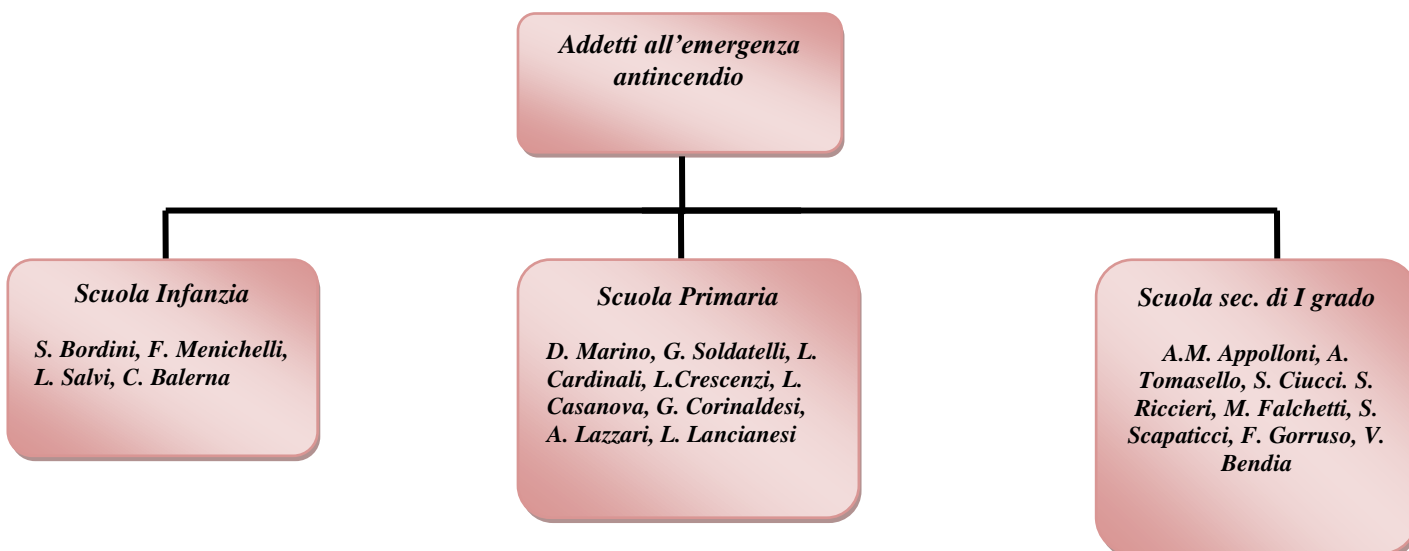 Addetti all’emergenza
antincendio
Scuola Infanzia
S. Bordini, F. Menichelli,
L. Salvi, C. Balerna
Scuola Primaria
D. Marino, G. Soldatelli, L.
Cardinali, L.Crescenzi, L.
Casanova, G. Corinaldesi,
A. Lazzari, L. Lancianesi
Scuola sec. di I grado
A.M. Appolloni, A.
Tomasello, S. Ciucci. S.
Riccieri, M. Falchetti, S.
Scapaticci, F. Gorruso, V.
Bendia